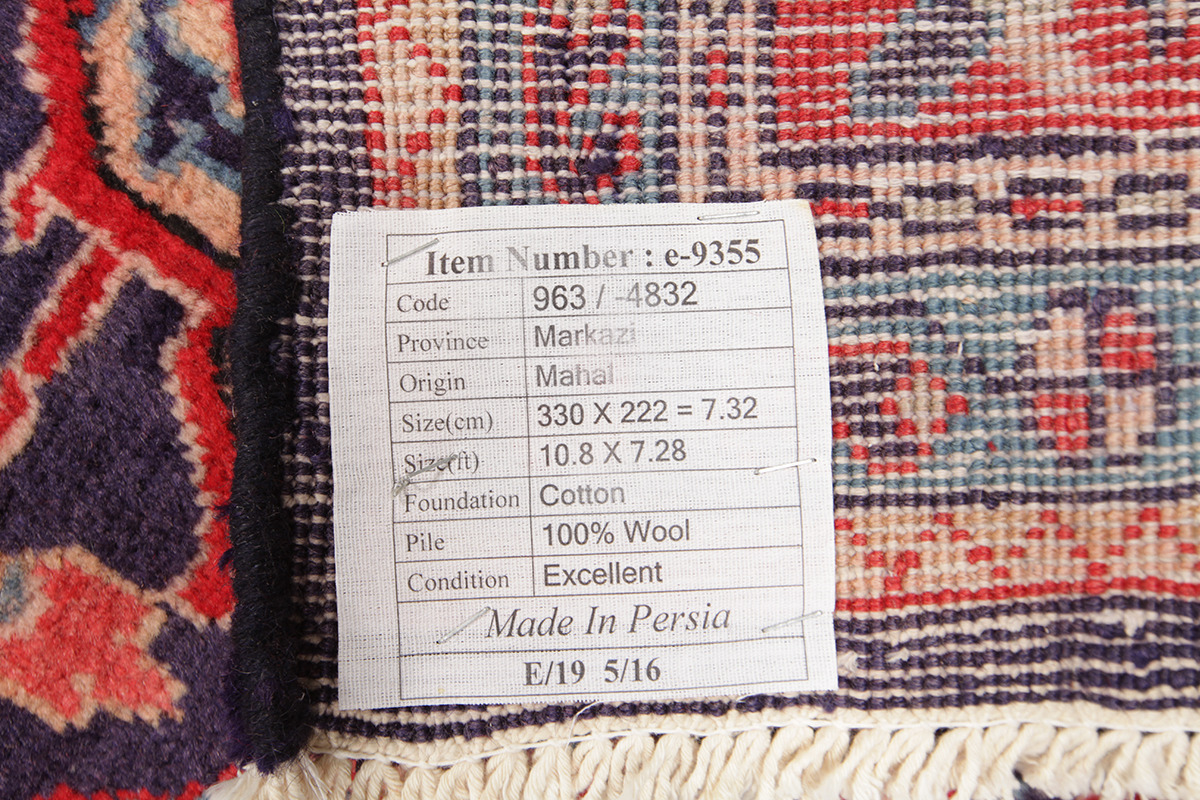 Item Number : e-9355
Code 963 / -4832
Province Markazi
Origin Mahal
Size(cm) 330 X 222 = 7.32
Size(ft) 10.8 X 7.28
Foundation Cotton
Pile 100% Wool
Condition Excellent
Made In Persia
E/19 5/16